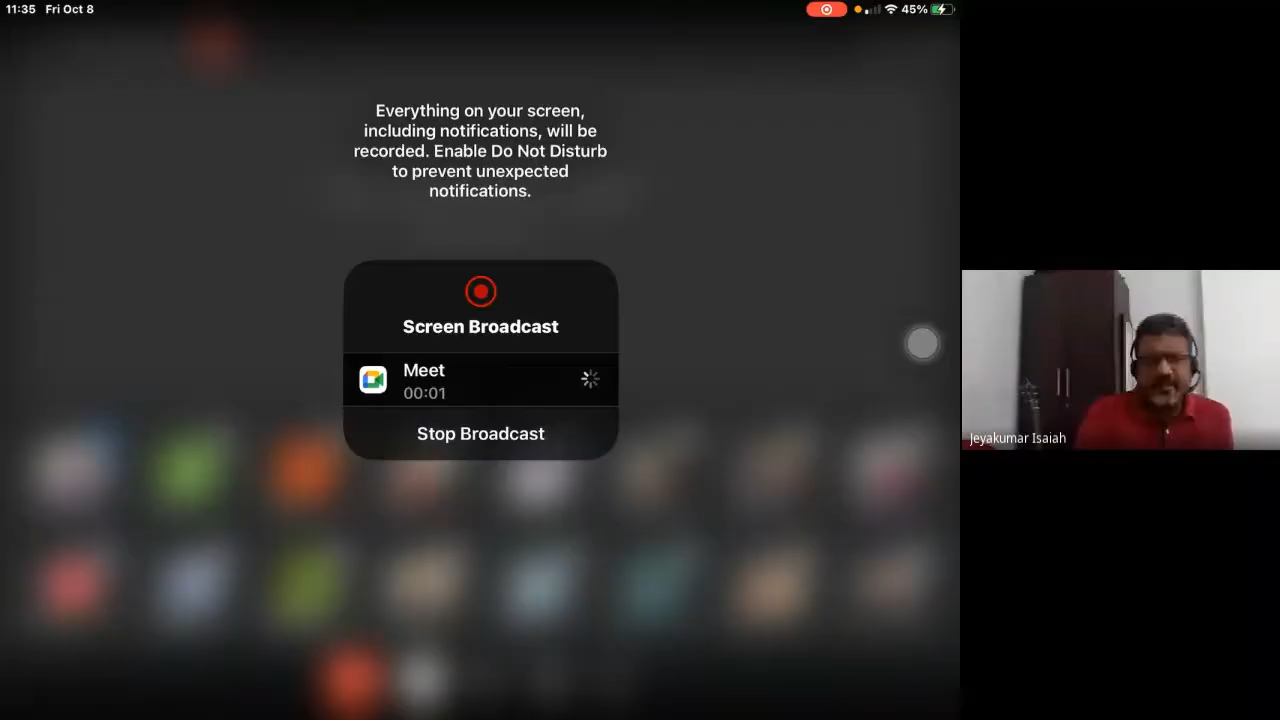 11:35 Fri Oct 8
45%
Everything on your screen,
including notifications, will be
recorded. Enable Do Not Disturb
to prevent unexpected
notifications.
Screen Broadcast
Meet
00:01
Stop Broadcast
Jeyakumar Isaiah